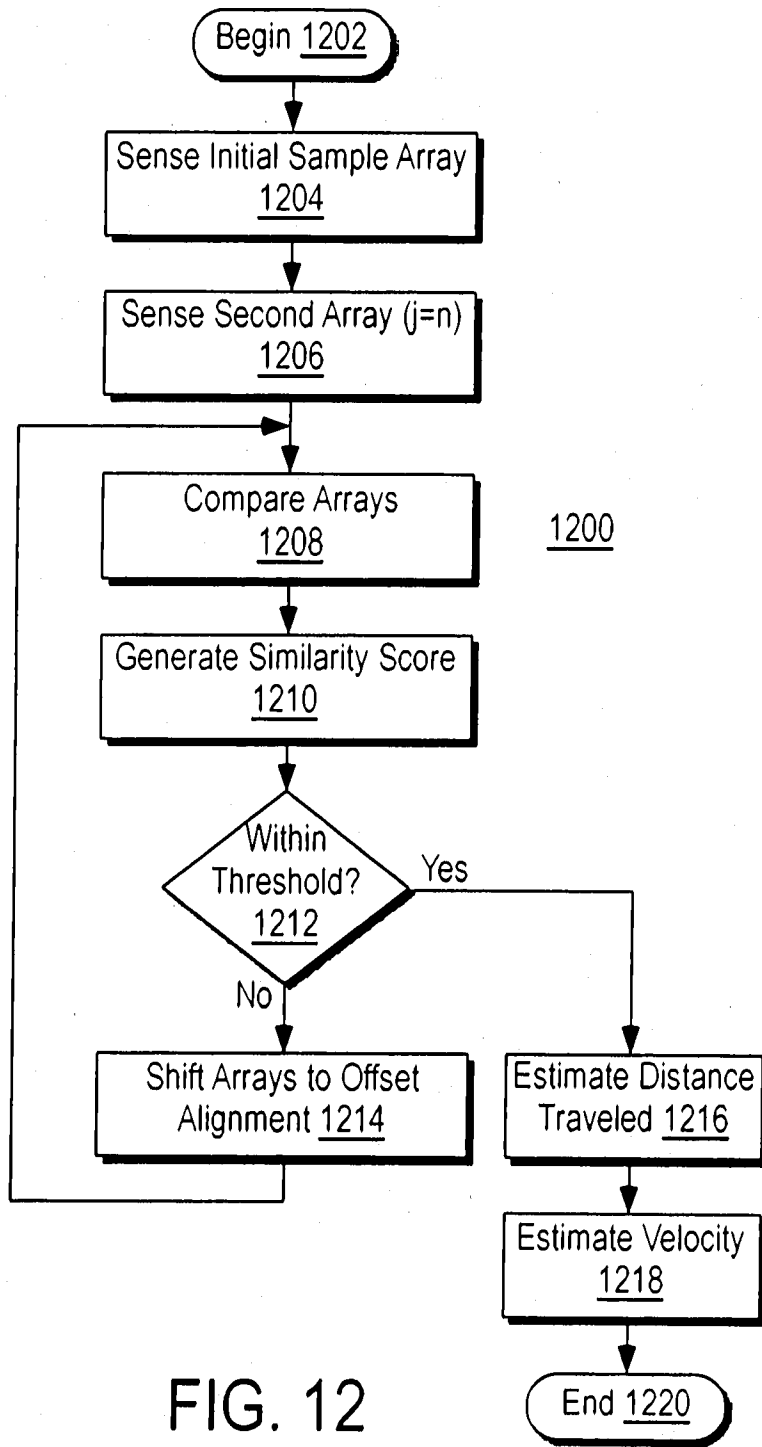 Begin 1202
Sense Initial Sample Array
1204
Sense Second Array (j=n)
1206
Compare Arrays
1208
1200
Generate Similarity Score
1210
Within
Threshold?
1212
Yes
No
Shift Arrays to Offset
Alignment 1214
Estimate Distance
Traveled 1216
Estimate Velocity
1218
End 1220
FIG. 12